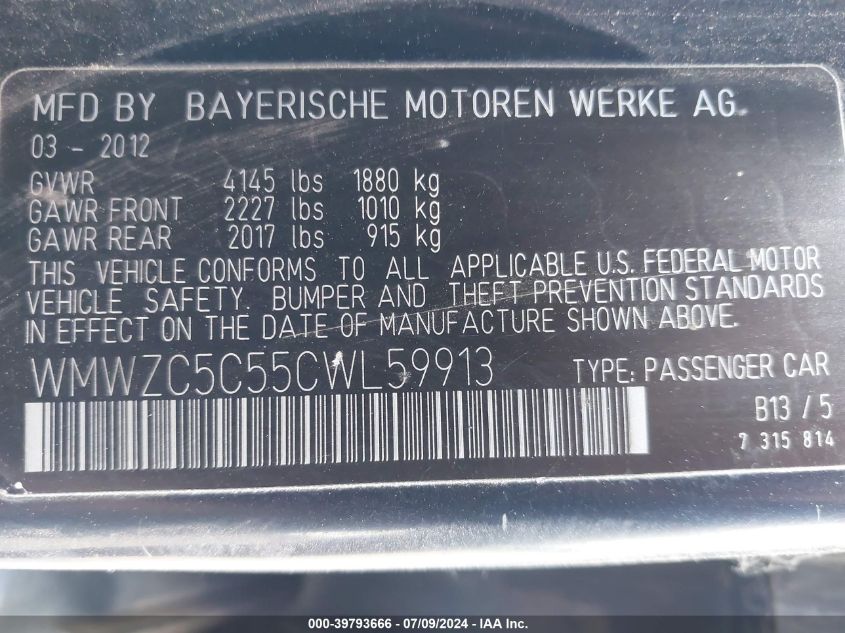 MFD BY BAYERISCHE MOTOREN WERKE AG.
03 - 2012
GVWR 4145 lbs 1880 kg
GAWR FRONT 2227 lbs 1010 kg
GAWR REAR 2017 lbs 915 kg
THIS VEHICLE CONFORMS TO ALL APPLICABLE U.S. FEDERAL MOTOR
VEHICLE SAFETY, BUMPER AND THEFT PREVENTION STANDARDS
IN EFFECT ON THE DATE OF MANUFACTURE SHOWN ABOVE.
WMWZC5C55CWL59913 TYPE: PASSENGER CAR
B13 / 5
7 315 814
000-39793666 - 07/09/2024 - IAA Inc.